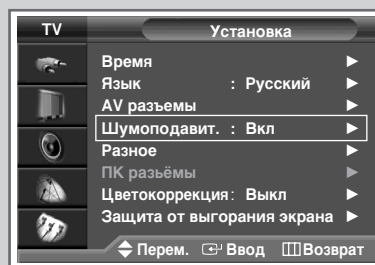 TV Установка
Время
Язык : Русский
AV разъемы
Шумоподавит. : Вкл
Разное
ПК разъёмы
Цветокоррекция : Выкл
Защита от выгорания экрана
Перем. Ввод Возврат